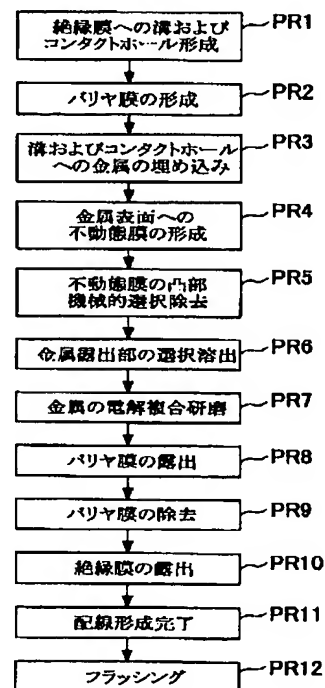 絶縁膜への溝および
コンタクトホール形成
PR1
バリヤ膜の形成
PR2
溝およびコンタクトホール
への金属の埋め込み
PR3
金属表面への
不動態膜の形成
PR4
不動態膜の凸部
機械的選択除去
PR5
金属露出部の選択溶出
PR6
金属の電解複合研磨
PR7
バリヤ膜の露出
PR8
バリヤ膜の除去
PR9
絶縁膜の露出
PR10
配線形成完了
PR11
フラッシング
PR12